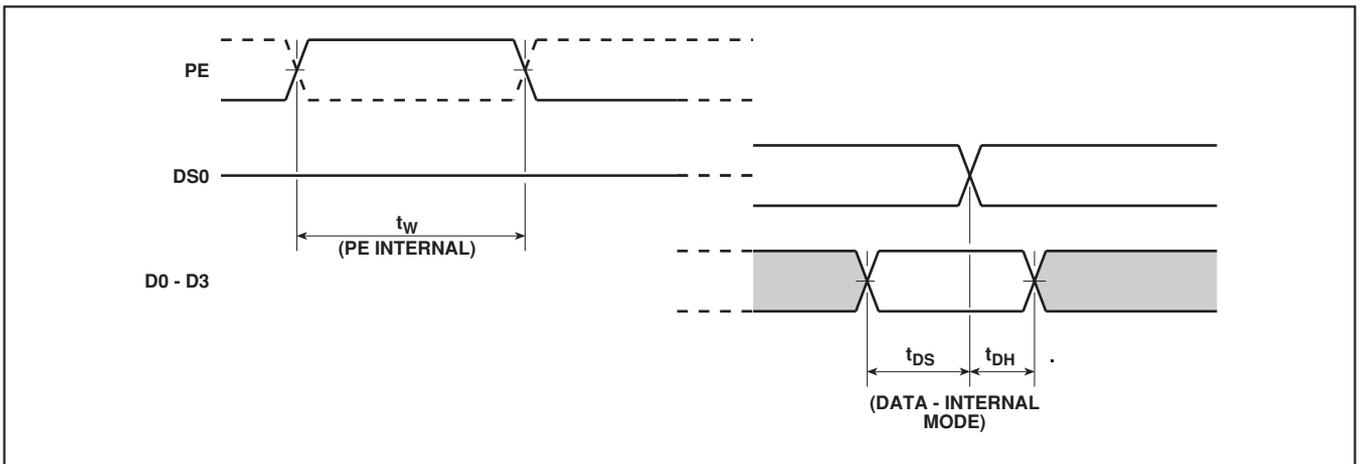 PE
DS0
tW
(PE INTERNAL)
D0 - D3
tDS
tDH
.
(DATA - INTERNAL
MODE)